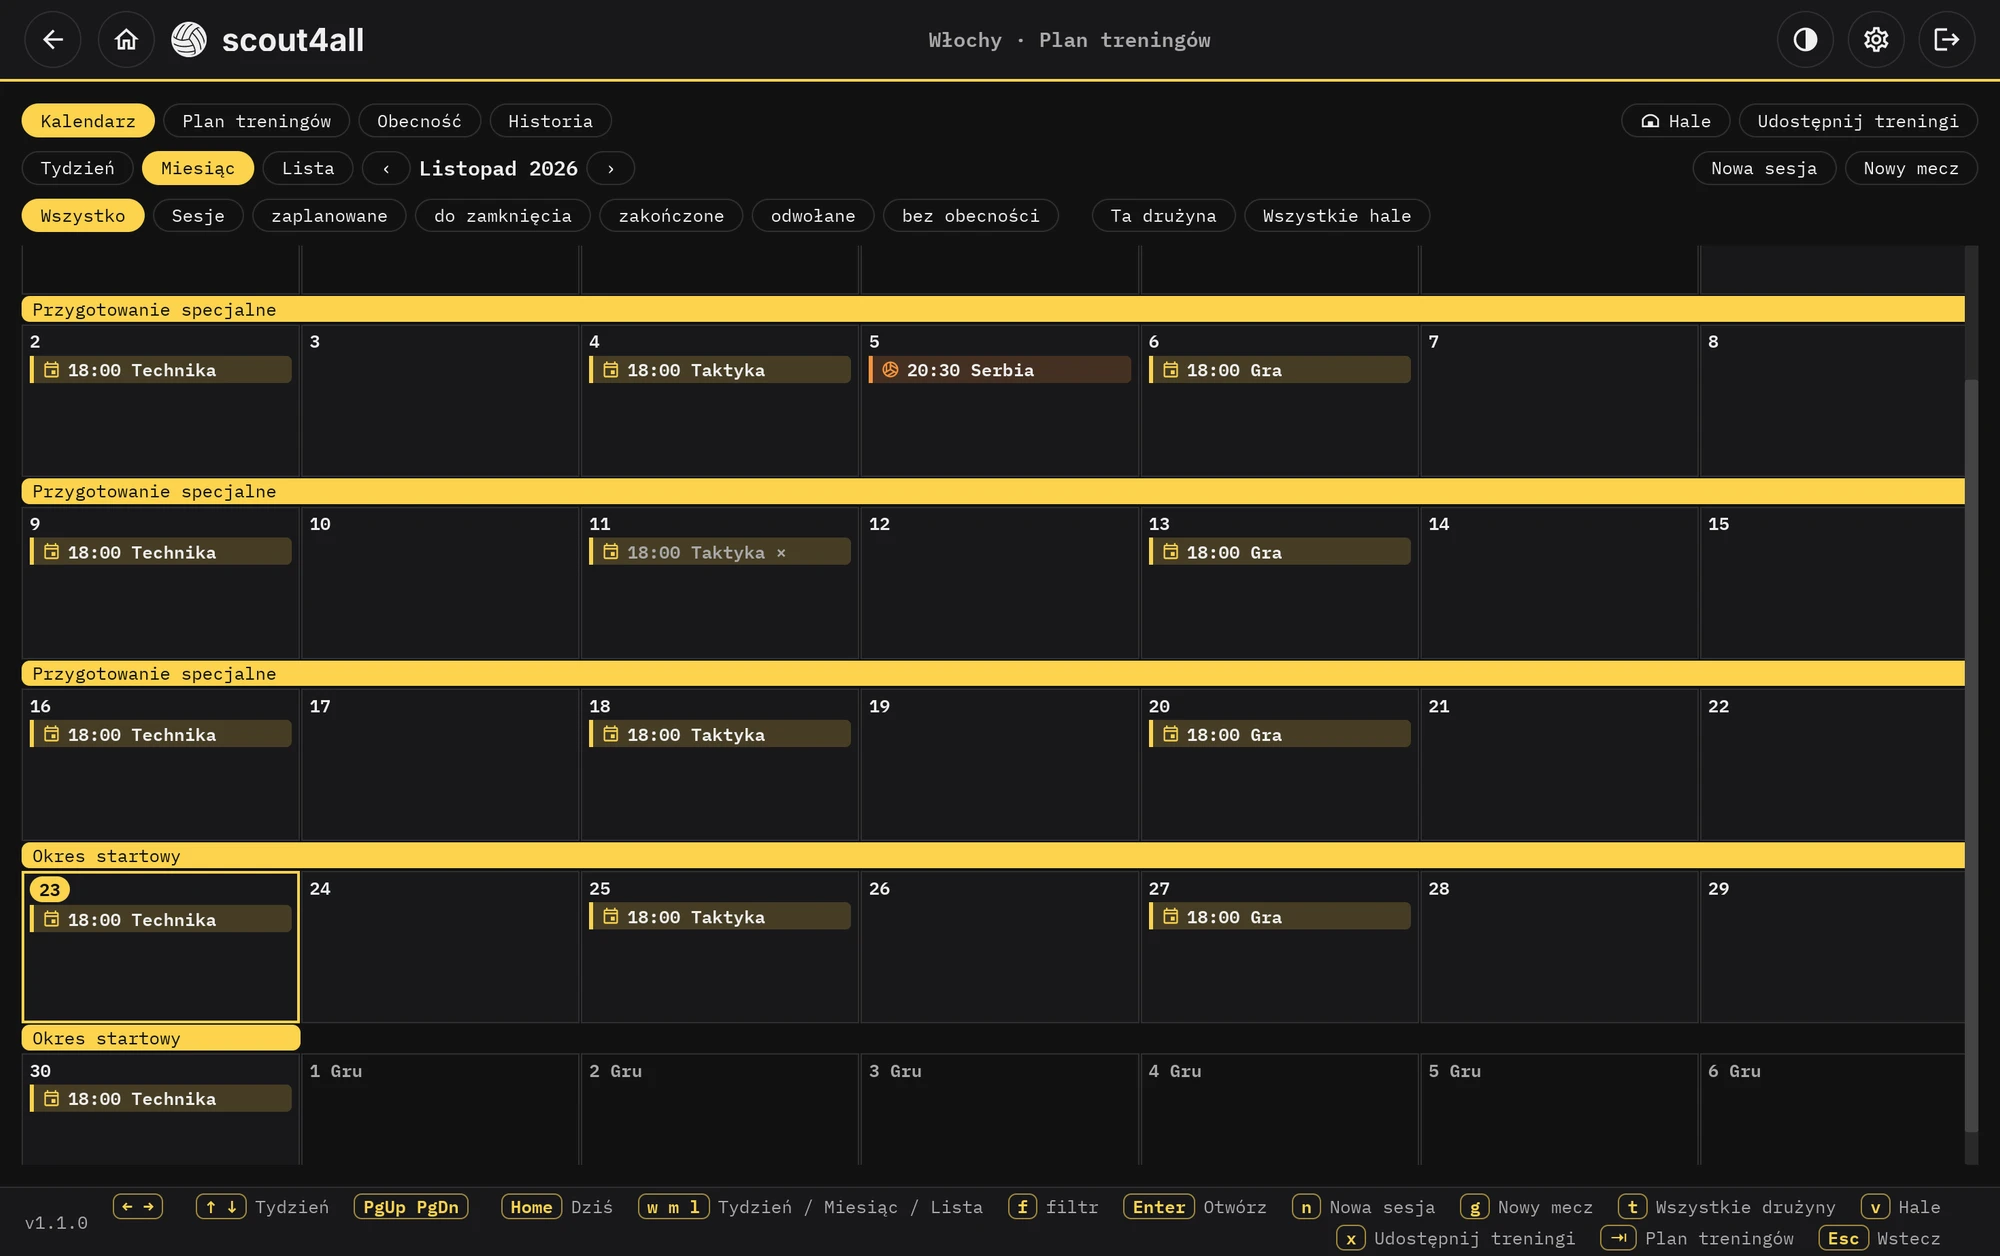 scout4all
Włochy · Plan treningów
Kalendarz Plan treningów Obecność Historia Hale Udostępnij treningi
Tydzień Miesiąc Lista ‹ Listopad 2026 › Nowa sesja Nowy mecz
Wszystko Sesje zaplanowane do zamknięcia zakończone odwołane bez obecności Ta drużyna Wszystkie hale
Przygotowanie specjalne
2 3 4 5 6 7 8
18:00 Technika 18:00 Taktyka 20:30 Serbia 18:00 Gra
Przygotowanie specjalne
9 10 11 12 13 14 15
18:00 Technika 18:00 Taktyka × 18:00 Gra
Przygotowanie specjalne
16 17 18 19 20 21 22
18:00 Technika 18:00 Taktyka 18:00 Gra
Okres startowy
23 24 25 26 27 28 29
18:00 Technika 18:00 Taktyka 18:00 Gra
Okres startowy
30 1 Gru 2 Gru 3 Gru 4 Gru 5 Gru 6 Gru
18:00 Technika
← → ↑ ↓ Tydzień PgUp PgDn Home Dziś w m l Tydzień / Miesiąc / Lista f filtr Enter Otwórz n Nowa sesja g Nowy mecz t Wszystkie drużyny v Hale
v1.1.0 x Udostępnij treningi ⇥ Plan treningów Esc Wstecz